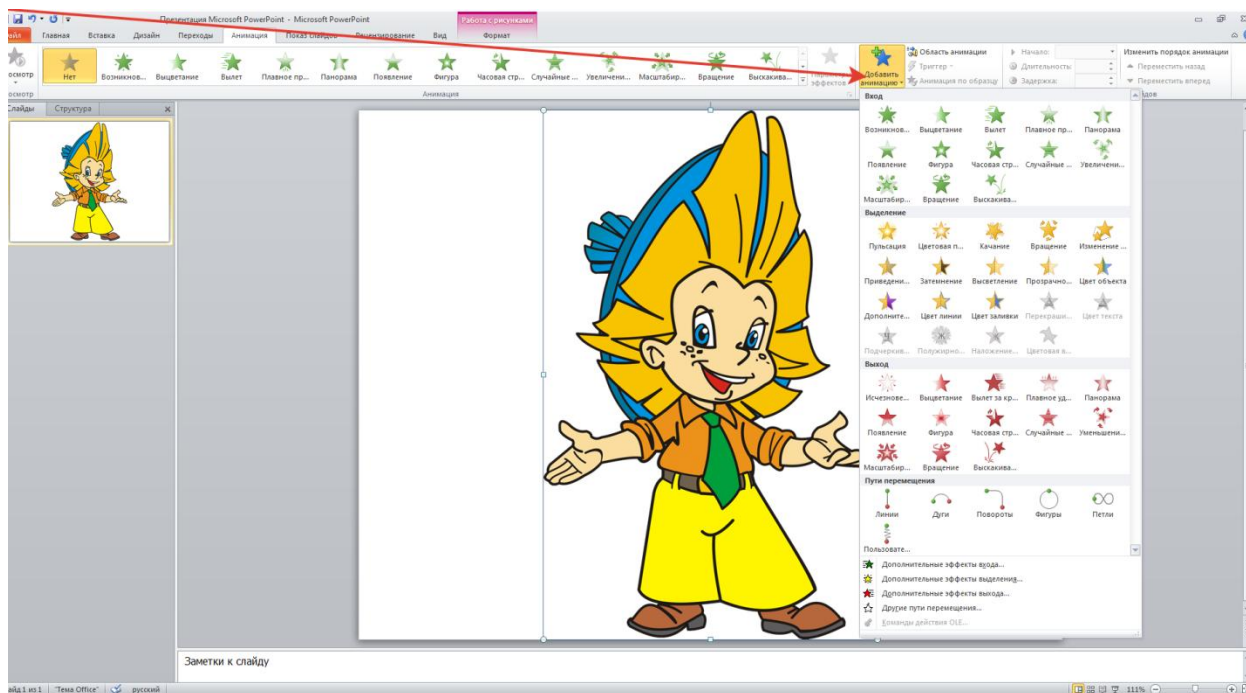 Презентация Microsoft PowerPoint - Microsoft PowerPoint
Работа с рисунками
Файл Главная Вставка Дизайн Переходы Анимация Показ слайдов Рецензирование Вид Формат
Нет Возникнов... Выцветание Вылет Плавное пр... Панорама Появление Фигура Часовая стр... Случайные ... Увеличени... Масштабир... Вращение Выскакива...
Анимация
Добавить анимацию
Область анимации
Триггер
Анимация по образцу
Начало:
Длительность:
Задержка:
Изменить порядок анимации
Переместить назад
Переместить вперед
Слайды Структура
Вход
Возникнов... Выцветание Вылет Плавное пр... Панорама
Появление Фигура Часовая стр... Случайные ... Увеличени...
Масштабир... Вращение Выскакива...
Выделение
Пульсация Цветовая п... Качание Вращение Изменение ...
Приведени... Затемнение Высветление Прозрачно... Цвет объекта
Дополните... Цвет линии Цвет заливки Перекраши... Цвет текста
Подчеркив... Полужирно... Наложение... Цветовая в...
Выход
Исчезнове... Выцветание Вылет за кр... Плавное уд... Панорама
Появление Фигура Часовая стр... Случайные ... Уменьшени...
Масштабир... Вращение Выскакива...
Пути перемещения
Линии Дуги Повороты Фигуры Петли
Пользовате...
Дополнительные эффекты входа...
Дополнительные эффекты выделения...
Дополнительные эффекты выхода...
Другие пути перемещения...
Команды действия OLE...
Заметки к слайду
айд 1 из 1 "Тема Office" русский 111%